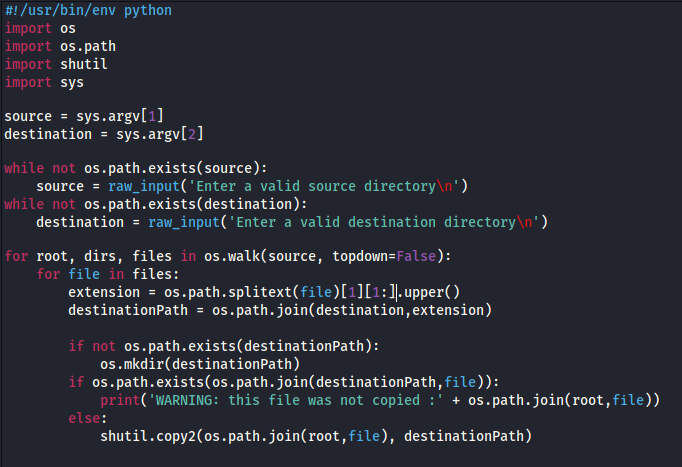 #!/usr/bin/env python
import os
import os.path
import shutil
import sys

source = sys.argv[1]
destination = sys.argv[2]

while not os.path.exists(source):
    source = raw_input('Enter a valid source directory\n')
while not os.path.exists(destination):
    destination = raw_input('Enter a valid destination directory\n')

for root, dirs, files in os.walk(source, topdown=False):
    for file in files:
        extension = os.path.splitext(file)[1][1:].upper()
        destinationPath = os.path.join(destination,extension)

        if not os.path.exists(destinationPath):
            os.mkdir(destinationPath)
        if os.path.exists(os.path.join(destinationPath,file)):
            print('WARNING: this file was not copied :' + os.path.join(root,file))
        else:
            shutil.copy2(os.path.join(root,file), destinationPath)